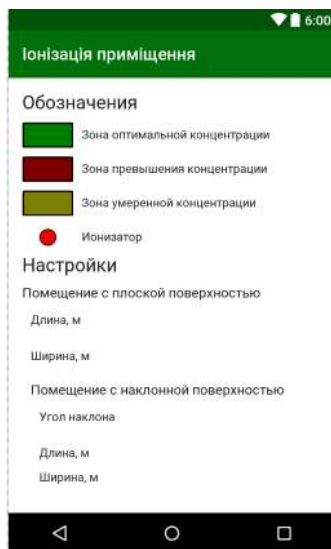 6:00
Іонізація приміщення
Обозначения
Зона оптимальной концентрации
Зона превышения концентрации
Зона умеренной концентрации
Ионизатор
Настройки
Помещение с плоской поверхностью
Длина, м
Ширина, м
Помещение с наклонной поверхностью
Угол наклона
Длина, м
Ширина, м